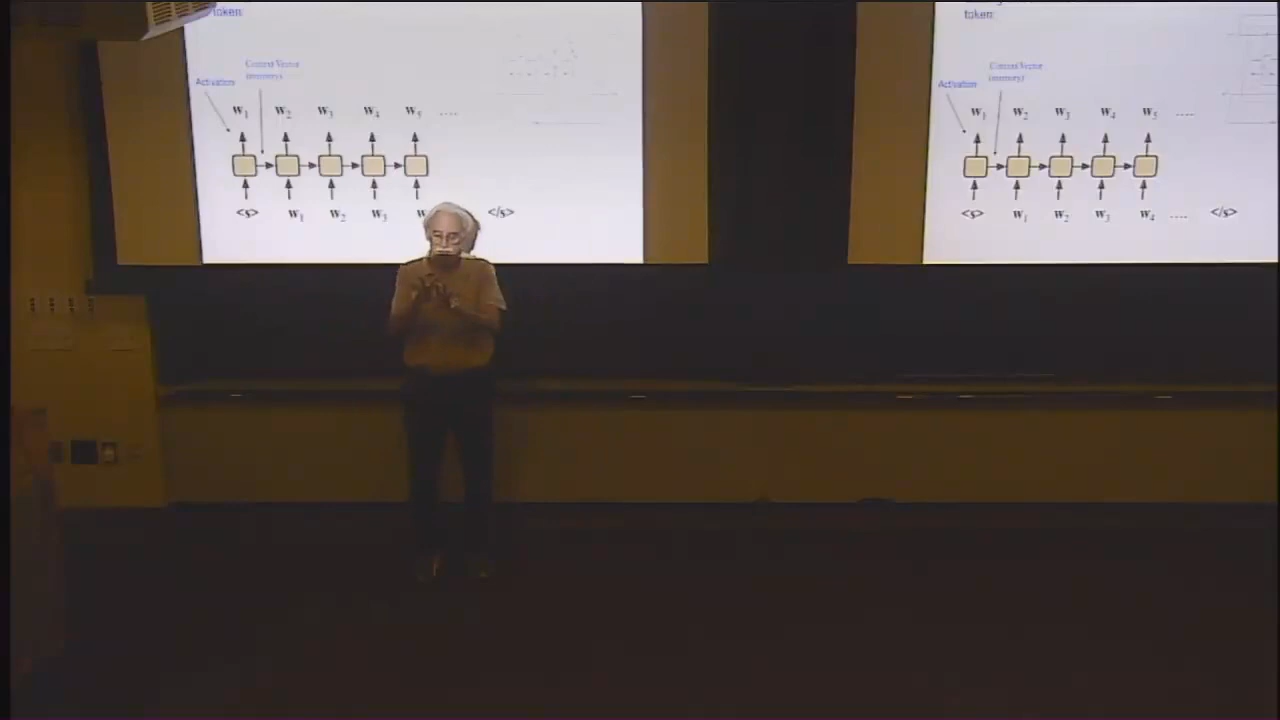 token:
Context Vector
(memory)
Activation
W1 W2 W3 W4 W5 ....
<s> W1 W2 W3 </s>
token:
Context Vector
(memory)
Activation
W1 W2 W3 W4 W5 ....
<s> W1 W2 W3 W4 .... </s>